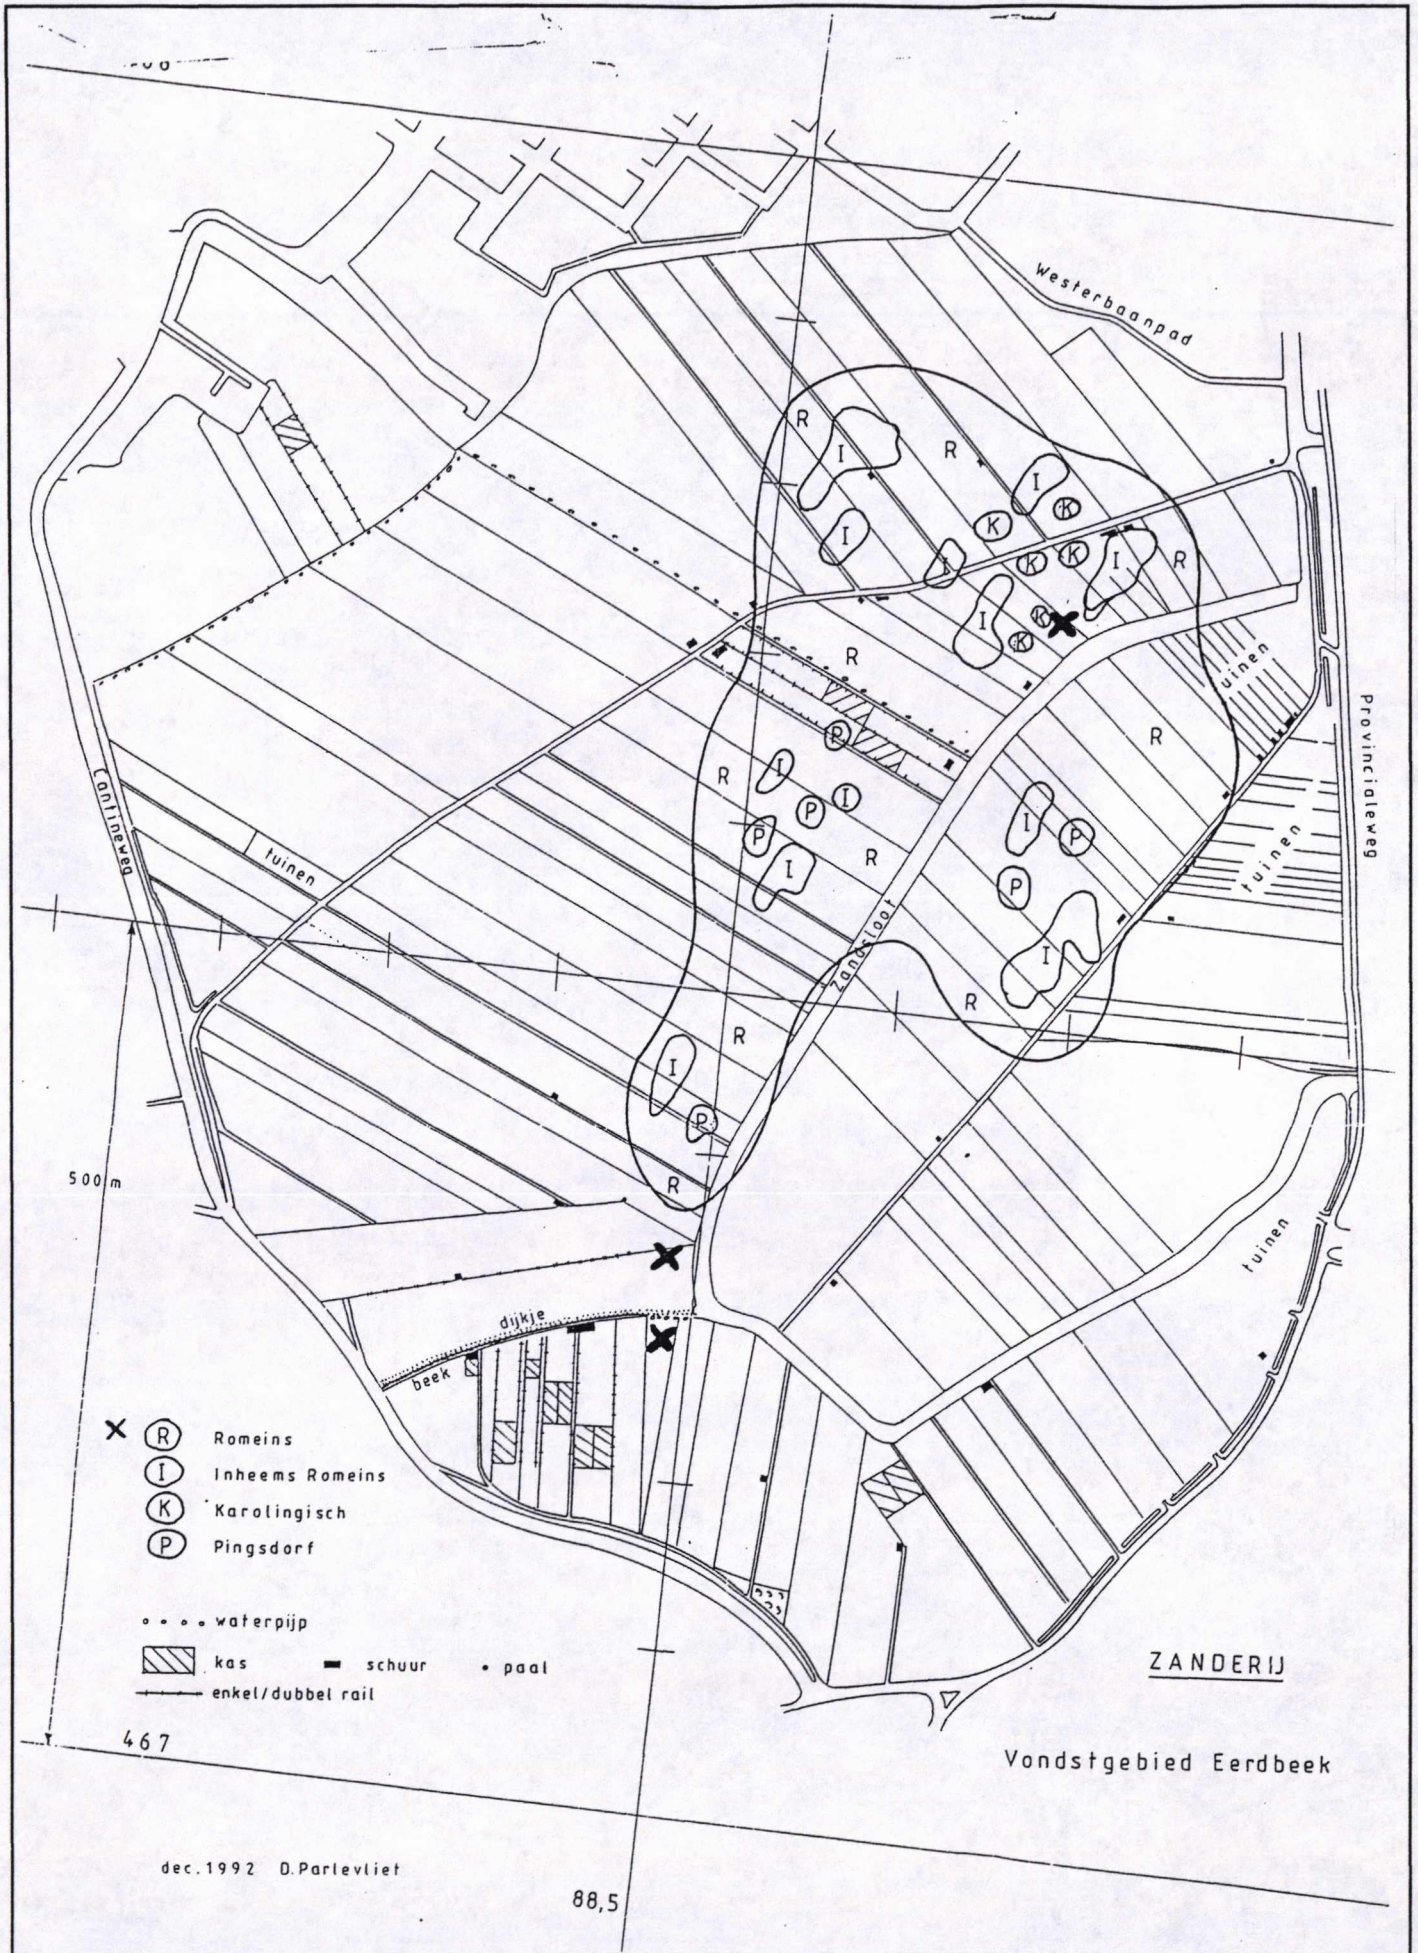 Westerbaanpad
R
I
R
I
K
I
K
I
K
K
I
R
I
K
K
R
tuinen
R
P
Provincialeweg
R
I
P
I
Cantineweg
P
I
P
R
I
tuinen
tuinen
P
Zandsloot
I
R
R
I
P
500 m
R
tuinen
dijkje
beek
R Romeins
I Inheems Romeins
K Karolingisch
P Pingsdorf
waterpijp
kas schuur paal
enkel/dubbel rail
ZANDERIJ
467
Vondstgebied Eerdbeek
dec.1992 D.Parlevliet
88,5